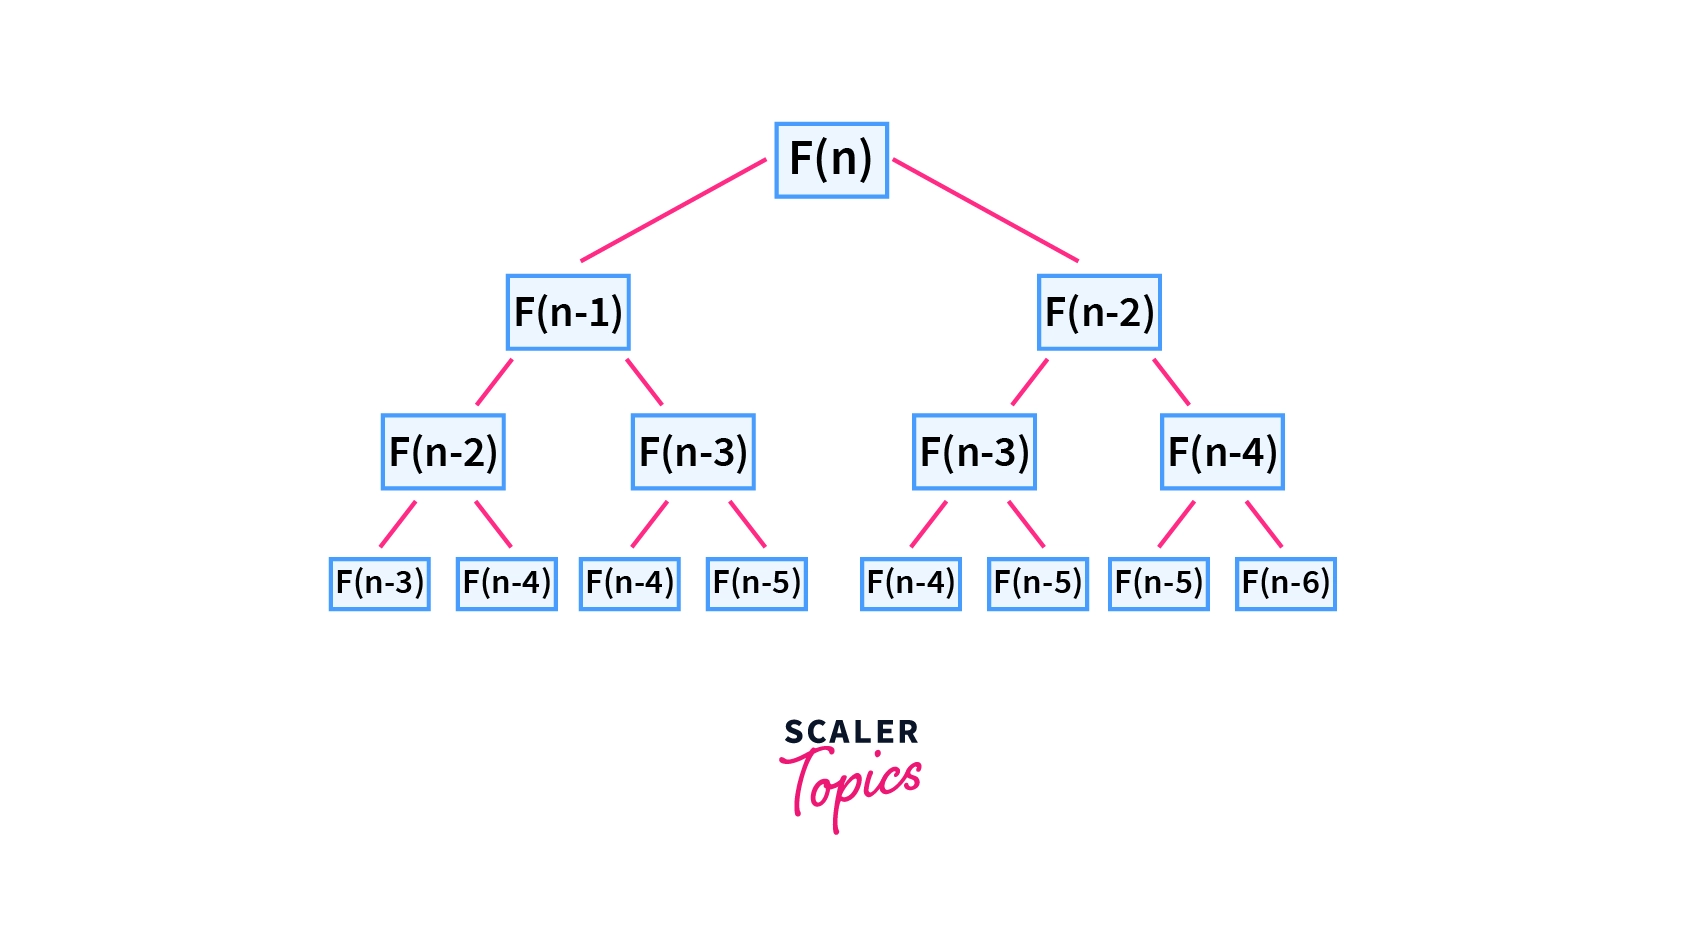 F(n)
F(n-1) F(n-2)
F(n-2) F(n-3) F(n-3) F(n-4)
F(n-3) F(n-4) F(n-4) F(n-5) F(n-4) F(n-5) F(n-5) F(n-6)
SCALER
Topics